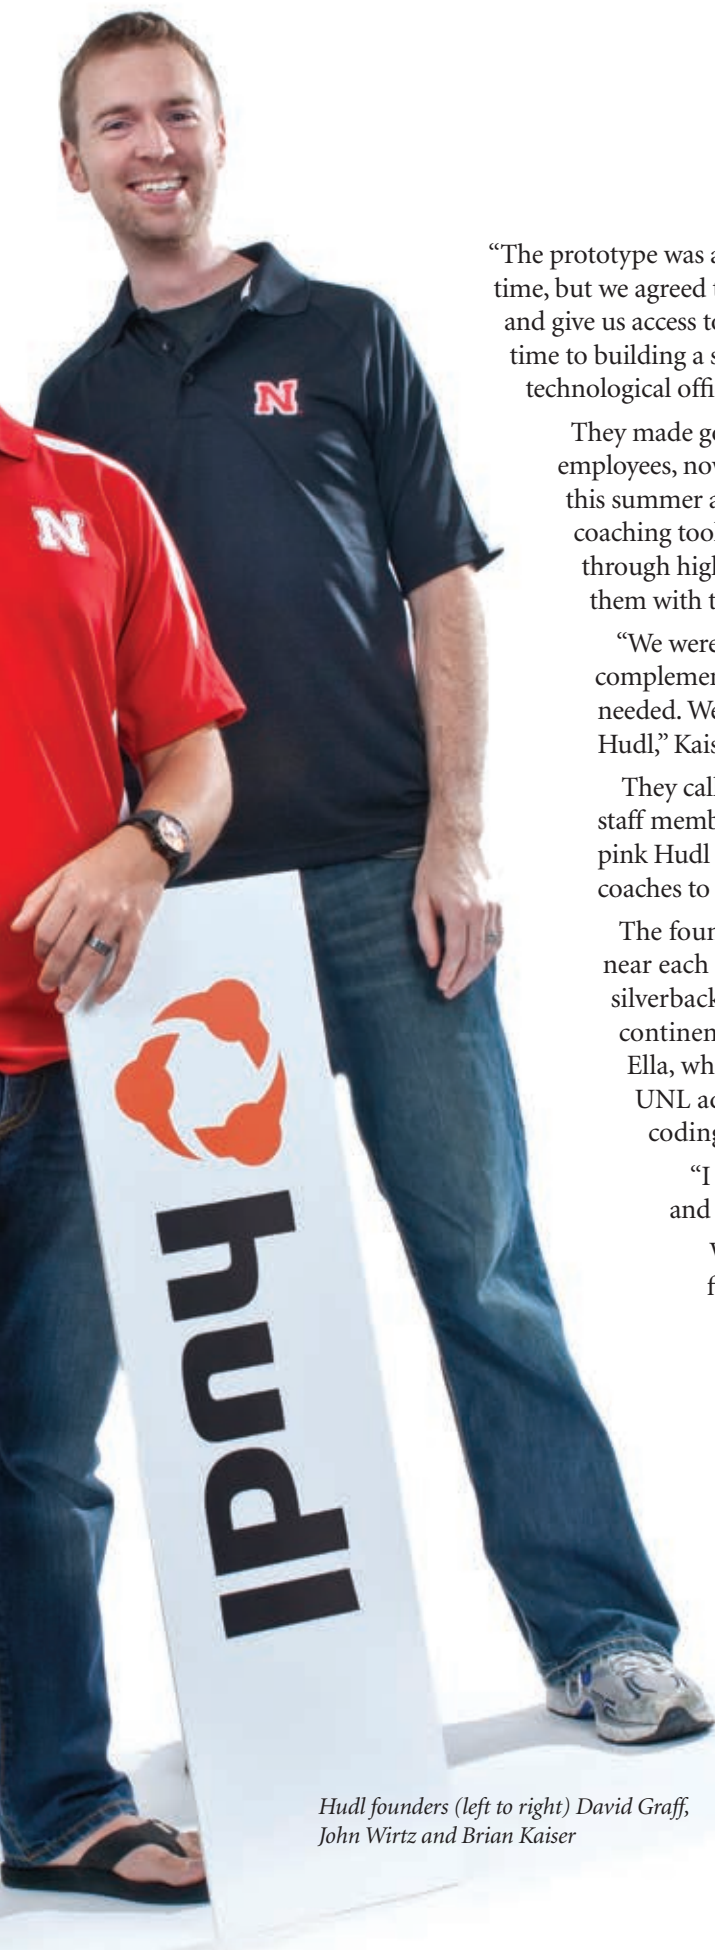 N
N
hudl
“The prototype was a
time, but we agreed t
and give us access to
time to building a s
technological offi
They made go
employees, nov
this summer a
coaching tool
through high
them with t
“We were
complemen
needed. We
Hudl,” Kais
They call
staff memb
pink Hudl
coaches to
The foun
near each
silverback
continen
Ella, wh
UNL ad
coding
“I
and
Hudl founders (left to right) David Graff,
John Wirtz and Brian Kaiser